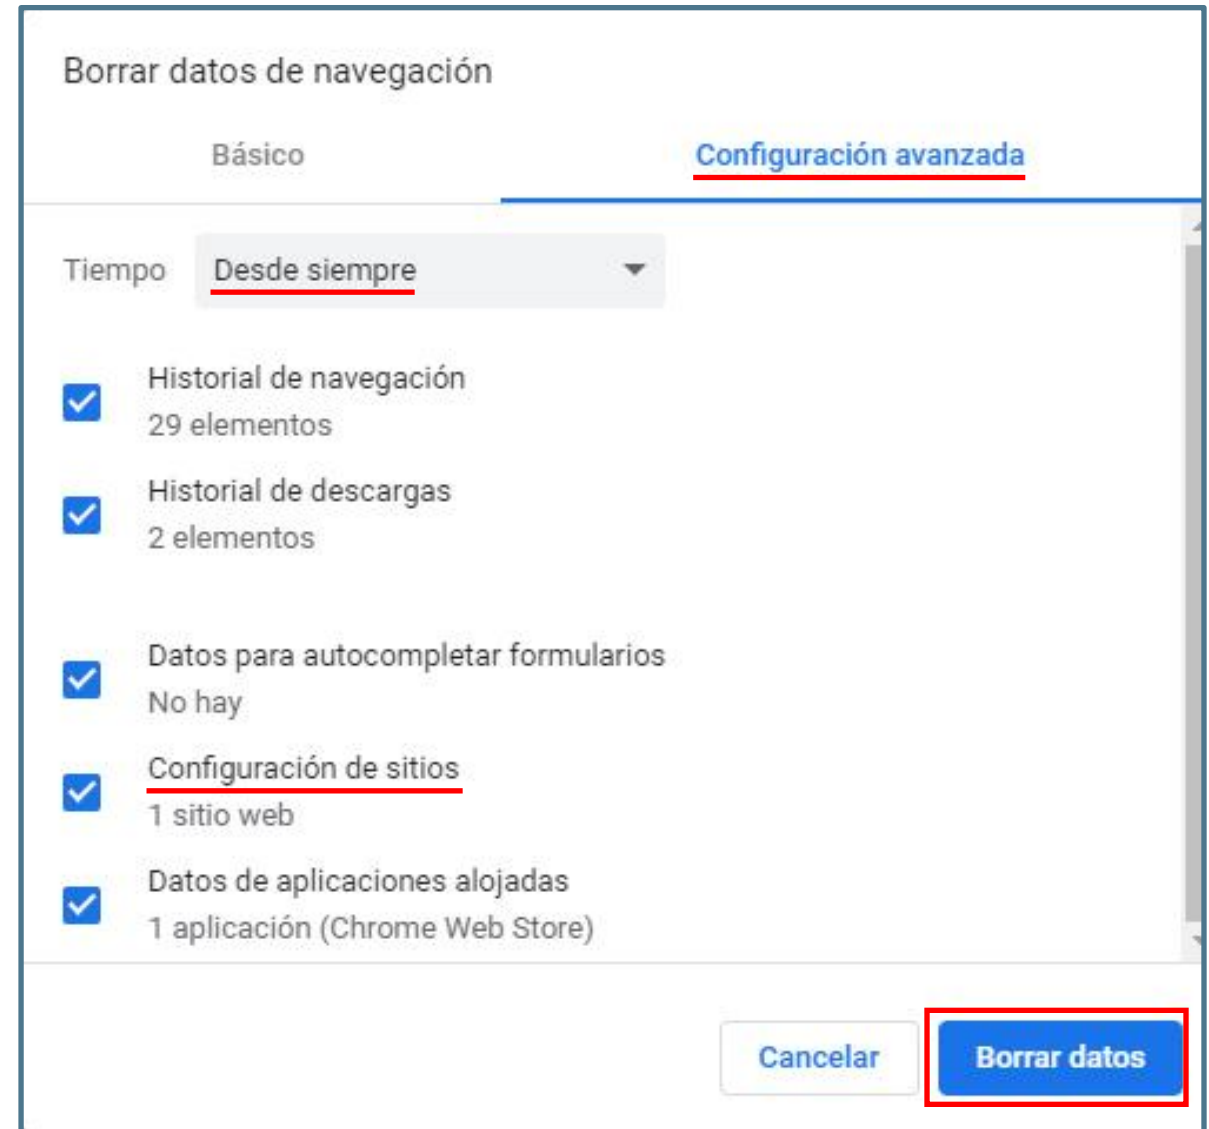 Borrar datos de navegación
Básico
Configuración avanzada
Tiempo
Desde siempre
Historial de navegación
29 elementos
Historial de descargas
2 elementos
Datos para autocompletar formularios
No hay
Configuración de sitios
1 sitio web
Datos de aplicaciones alojadas
1 aplicación (Chrome Web Store)
Cancelar
Borrar datos